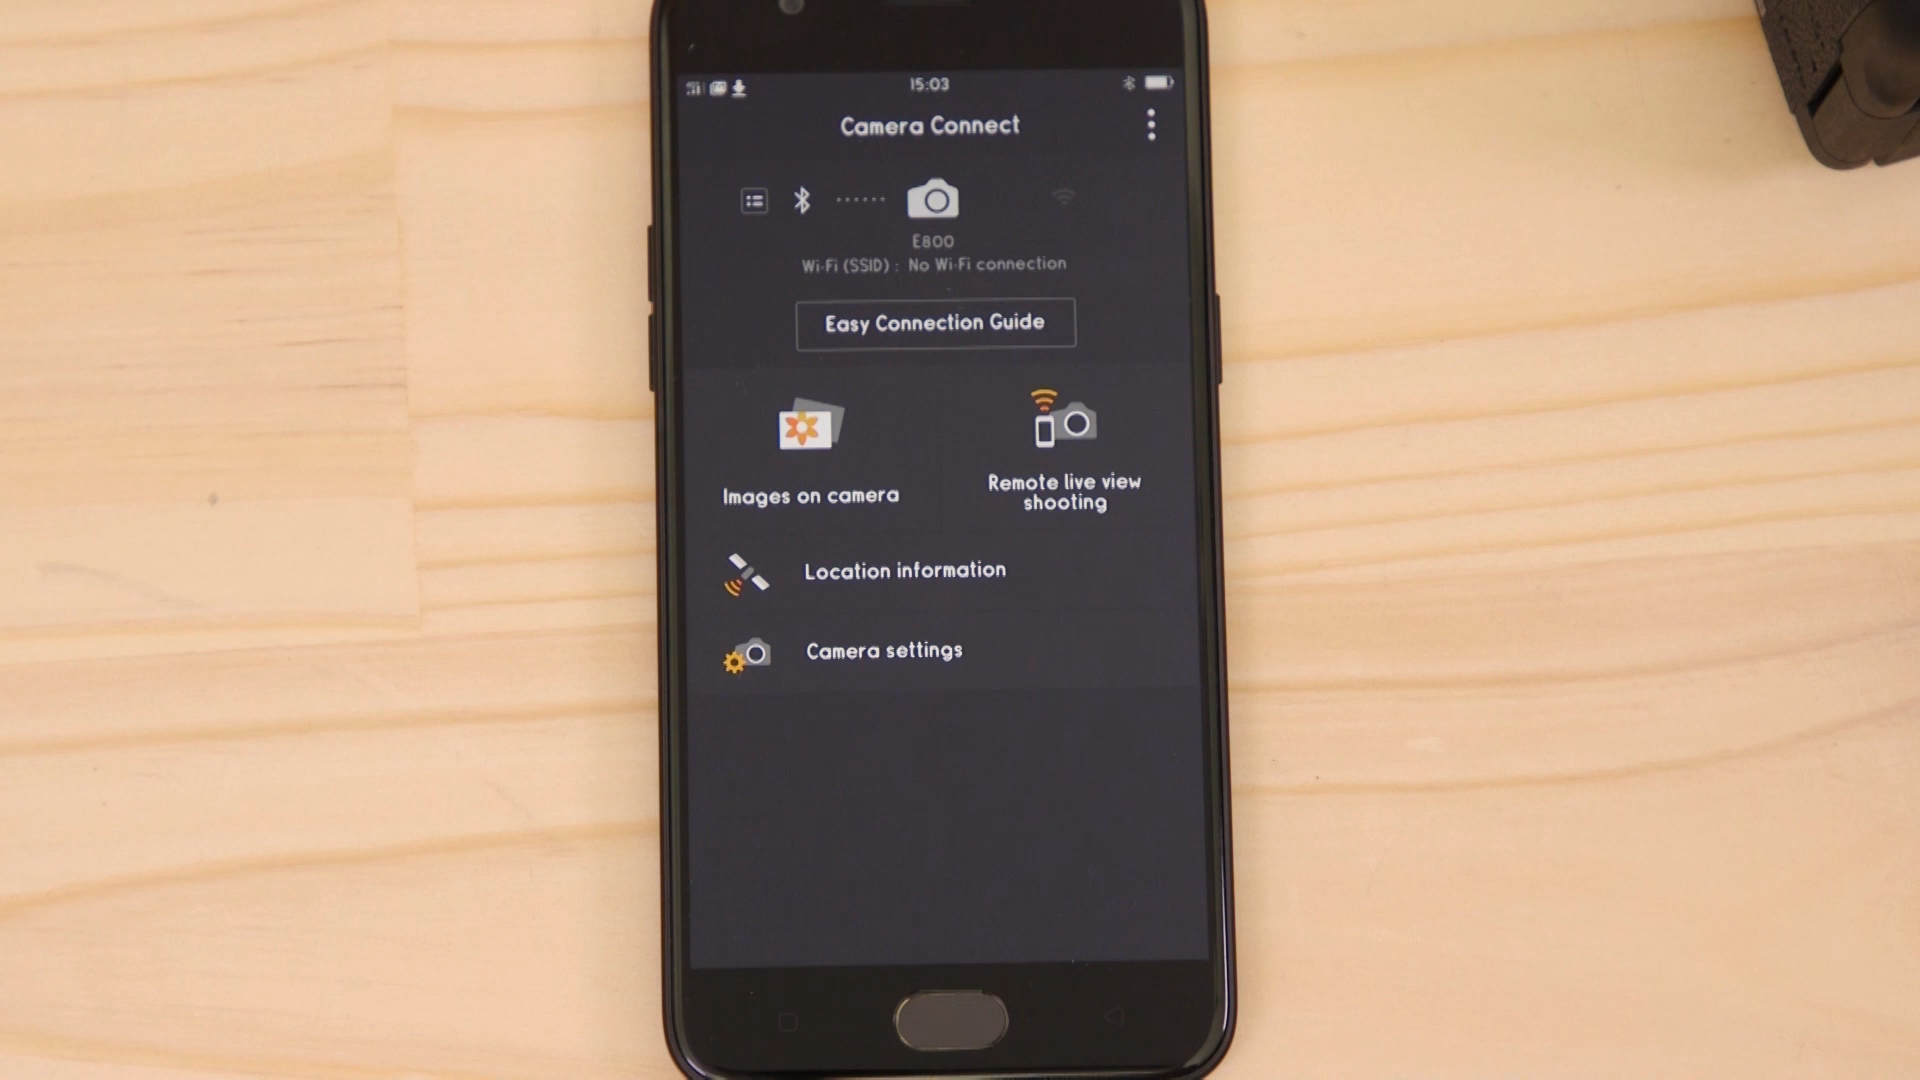 15:03
Camera Connect
E800
Wi-Fi (SSID) : No Wi-Fi connection
Easy Connection Guide
Images on camera
Remote live view
shooting
Location information
Camera settings